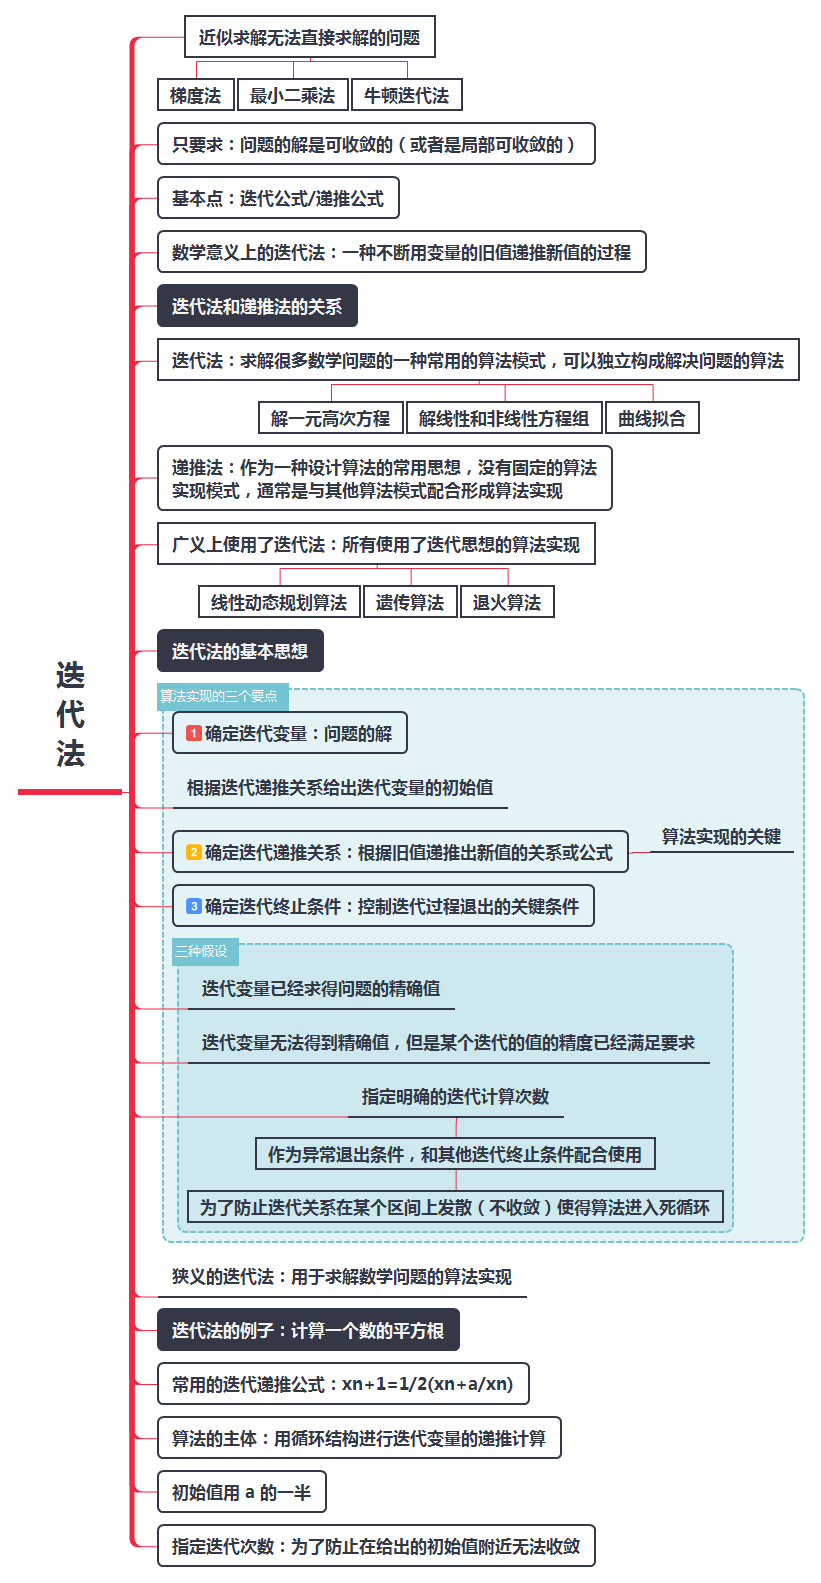 近似求解无法直接求解的问题
梯度法
最小二乘法
牛顿迭代法
只要求：问题的解是可收敛的（或者是局部可收敛的）
基本点：迭代公式/递推公式
数学意义上的迭代法：一种不断用变量的旧值递推新值的过程
迭代法和递推法的关系
迭代法：求解很多数学问题的一种常用的算法模式，可以独立构成解决问题的算法
解一元高次方程
解线性和非线性方程组
曲线拟合
递推法：作为一种设计算法的常用思想，没有固定的算法
实现模式，通常是与其他算法模式配合形成算法实现
广义上使用了迭代法：所有使用了迭代思想的算法实现
线性动态规划算法
遗传算法
退火算法
迭代法的基本思想
迭代法
算法实现的三个要点
1 确定迭代变量：问题的解
根据迭代递推关系给出迭代变量的初始值
2 确定迭代递推关系：根据旧值递推出新值的关系或公式
算法实现的关键
3 确定迭代终止条件：控制迭代过程退出的关键条件
三种假设
迭代变量已经求得问题的精确值
迭代变量无法得到精确值，但是某个迭代的值的精度已经满足要求
指定明确的迭代计算次数
作为异常退出条件，和其他迭代终止条件配合使用
为了防止迭代关系在某个区间上发散（不收敛）使得算法进入死循环
狭义的迭代法：用于求解数学问题的算法实现
迭代法的例子：计算一个数的平方根
常用的迭代递推公式：xn+1=1/2(xn+a/xn)
算法的主体：用循环结构进行迭代变量的递推计算
初始值用 a 的一半
指定迭代次数：为了防止在给出的初始值附近无法收敛